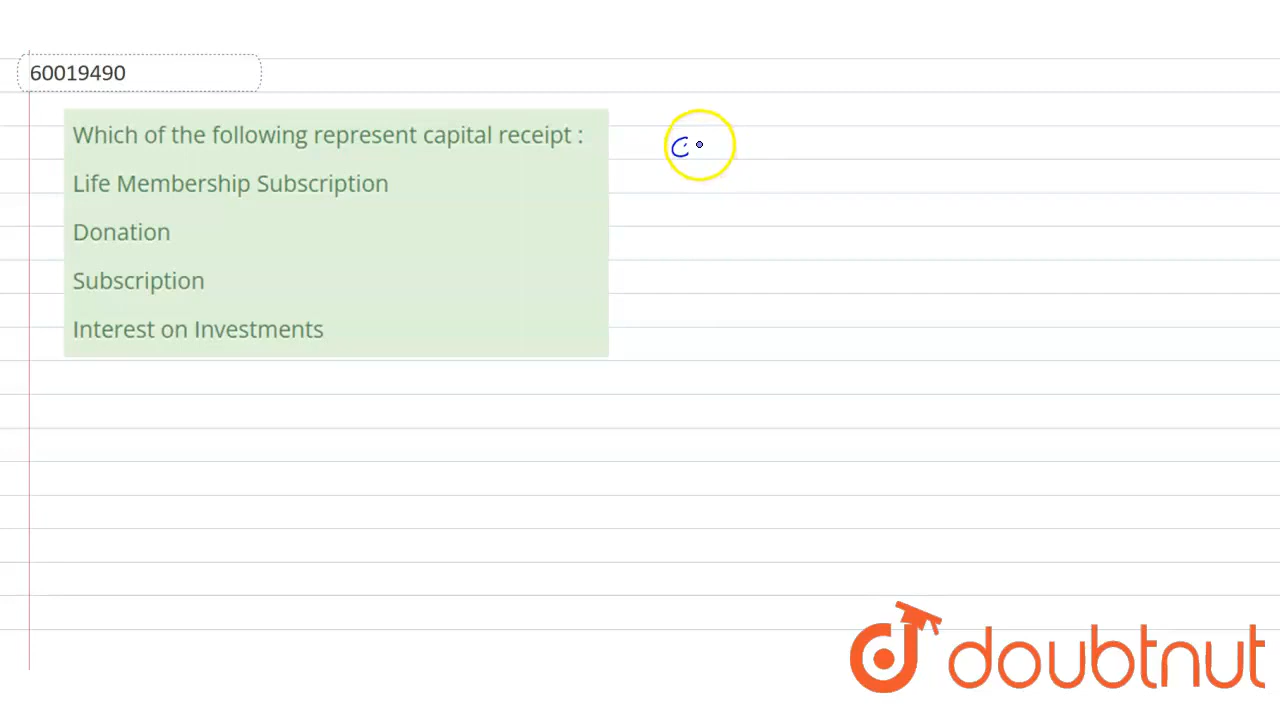 60019490
Which of the following represent capital receipt :
Life Membership Subscription
Donation
Subscription
Interest on Investments
C
doubtnut